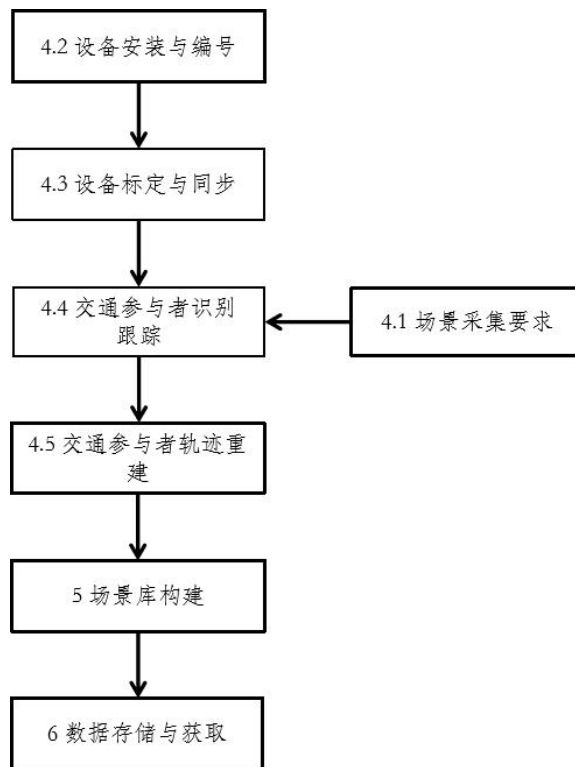 4.2 设备安装与编号
4.3 设备标定与同步
4.4 交通参与者识别
跟踪
4.1 场景采集要求
4.5 交通参与者轨迹重
建
5 场景库构建
6 数据存储与获取